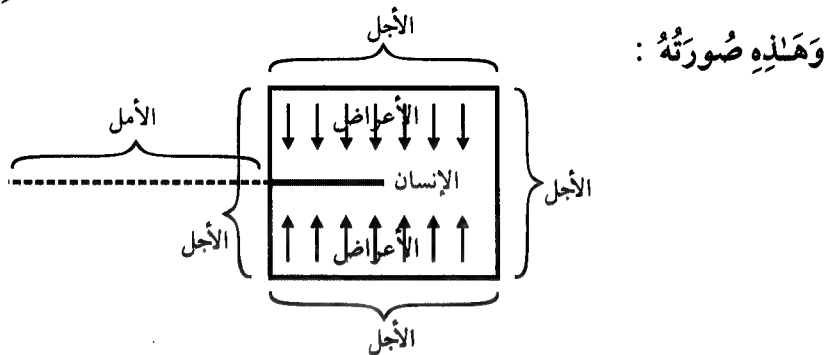 وَهَـٰذِهِ صُورَتُهُ :
الأجل
الأعراض
الأمل
الإنسان
الأجل
الأجل
الأعراض
الأجل